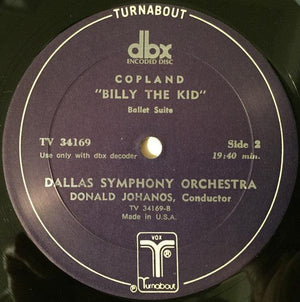 TURNABOUT
dbx
ENCODED DISC
COPLAND
"BILLY THE KID"
Ballet Suite
TV 34169 Side 2
Use only with dbx decoder 19:40 min.
DALLAS SYMPHONY ORCHESTRA
DONALD JOHANOS, Conductor
TV 34169-B
Made in U.S.A.
VOX
T
Turnabout